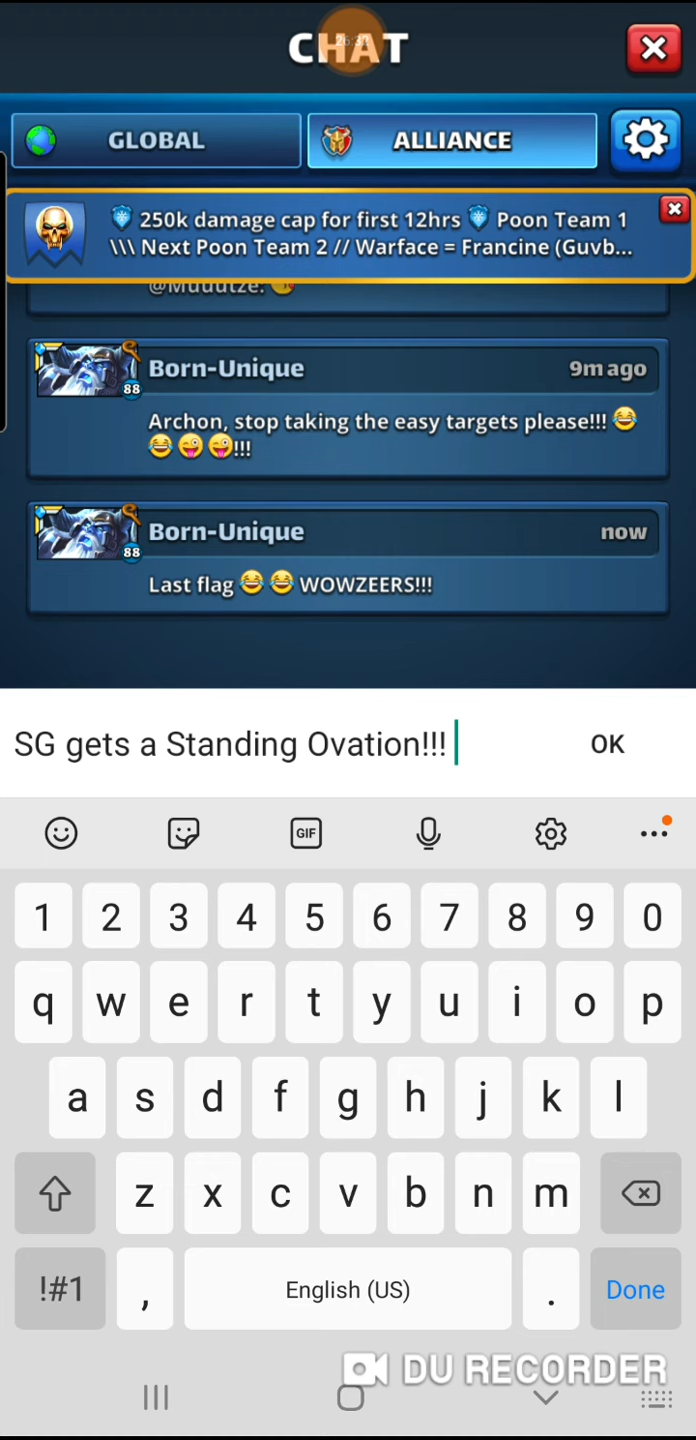 CHAT
GLOBAL
ALLIANCE
250k damage cap for first 12hrs 🛡️ Poon Team 1
\\\ Next Poon Team 2 // Warface = Francine (Guvb...
Born-Unique
9m ago
88
Archon, stop taking the easy targets please!!! 😂
😂😜😜!!!
Born-Unique
now
88
Last flag 😂 😂 WOWZEERS!!!
SG gets a Standing Ovation!!!
OK
GIF
1 2 3 4 5 6 7 8 9 0
q w e r t y u i o p
a s d f g h j k l
z x c v b n m
!#1 , English (US) . Done
DU RECORDER